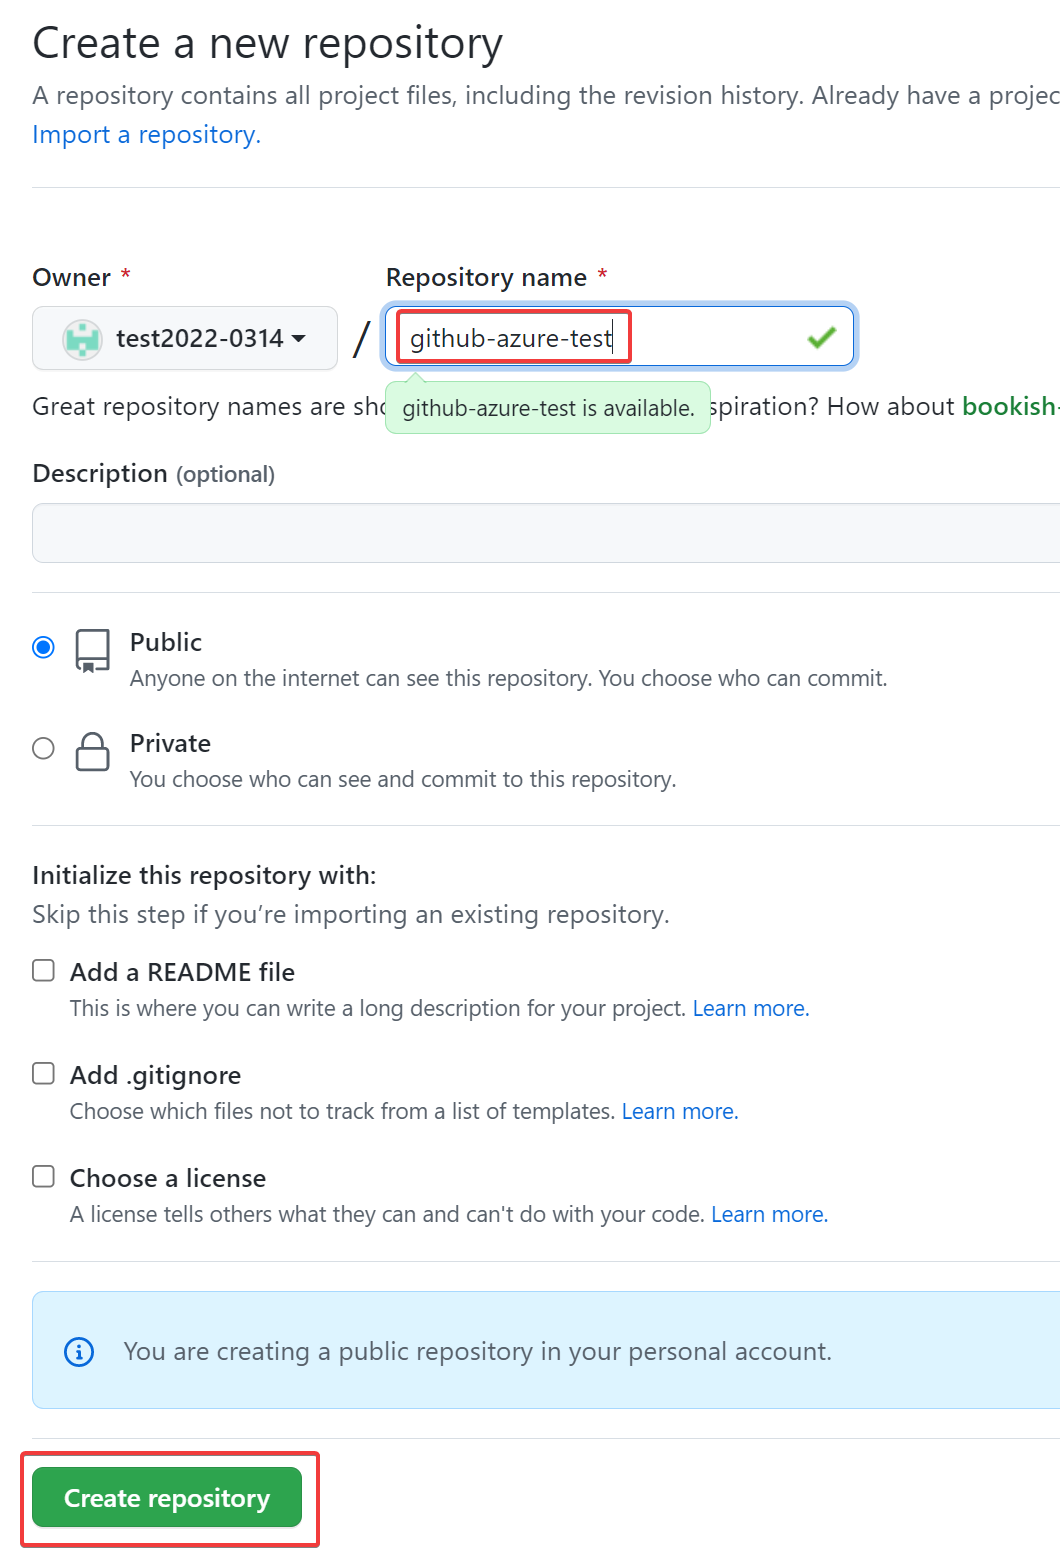 Create a new repository
A repository contains all project files, including the revision history. Already have a projec
Import a repository.
Owner *
Repository name *
test2022-0314 / github-azure-test
Great repository names are sho
github-azure-test is available.
spiration? How about bookish-
Description (optional)
Public
Anyone on the internet can see this repository. You choose who can commit.
Private
You choose who can see and commit to this repository.
Initialize this repository with:
Skip this step if you’re importing an existing repository.
Add a README file
This is where you can write a long description for your project. Learn more.
Add .gitignore
Choose which files not to track from a list of templates. Learn more.
Choose a license
A license tells others what they can and can't do with your code. Learn more.
You are creating a public repository in your personal account.
Create repository